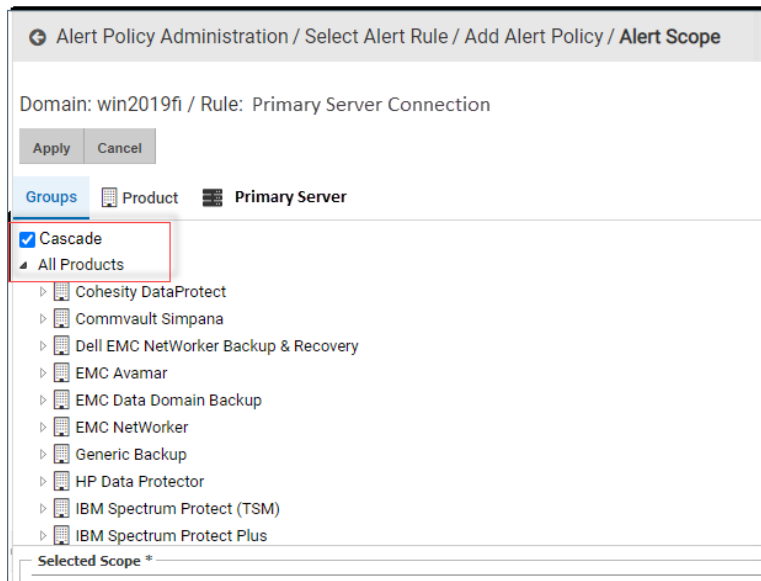 Alert Policy Administration / Select Alert Rule / Add Alert Policy / Alert Scope
Domain: win2019fi / Rule: Primary Server Connection
Apply Cancel
Groups Product Primary Server
Cascade
All Products
Cohesity DataProtect
Commvault Simpana
Dell EMC NetWorker Backup & Recovery
EMC Avamar
EMC Data Domain Backup
EMC NetWorker
Generic Backup
HP Data Protector
IBM Spectrum Protect (TSM)
IBM Spectrum Protect Plus
Selected Scope *